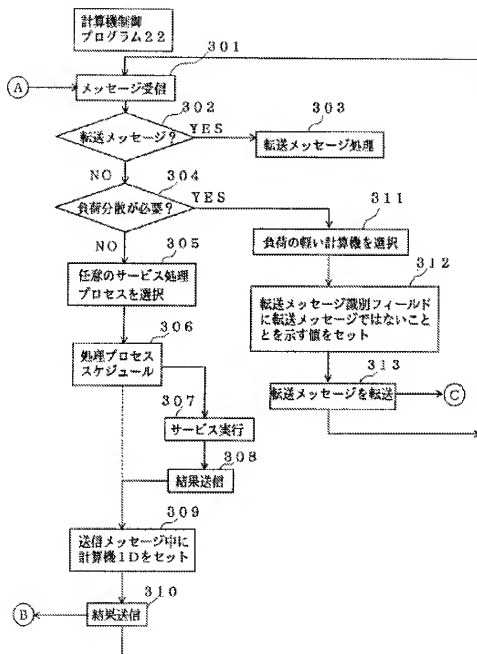 計算機制御
プログラム22
301
A
メッセージ受信
302
転送メッセージ?
YES
303
転送メッセージ処理
NO
304
負荷分散が必要?
YES
311
負荷の軽い計算機を選択
NO
305
任意のサービス処理
プロセスを選択
312
転送メッセージ識別フィールド
に転送メッセージではないこと
とを示す値をセット
306
処理プロセス
スケジュール
313
転送メッセージを転送
C
307
サービス実行
308
結果送信
309
送信メッセージ中に
計算機IDをセット
310
結果送信
B